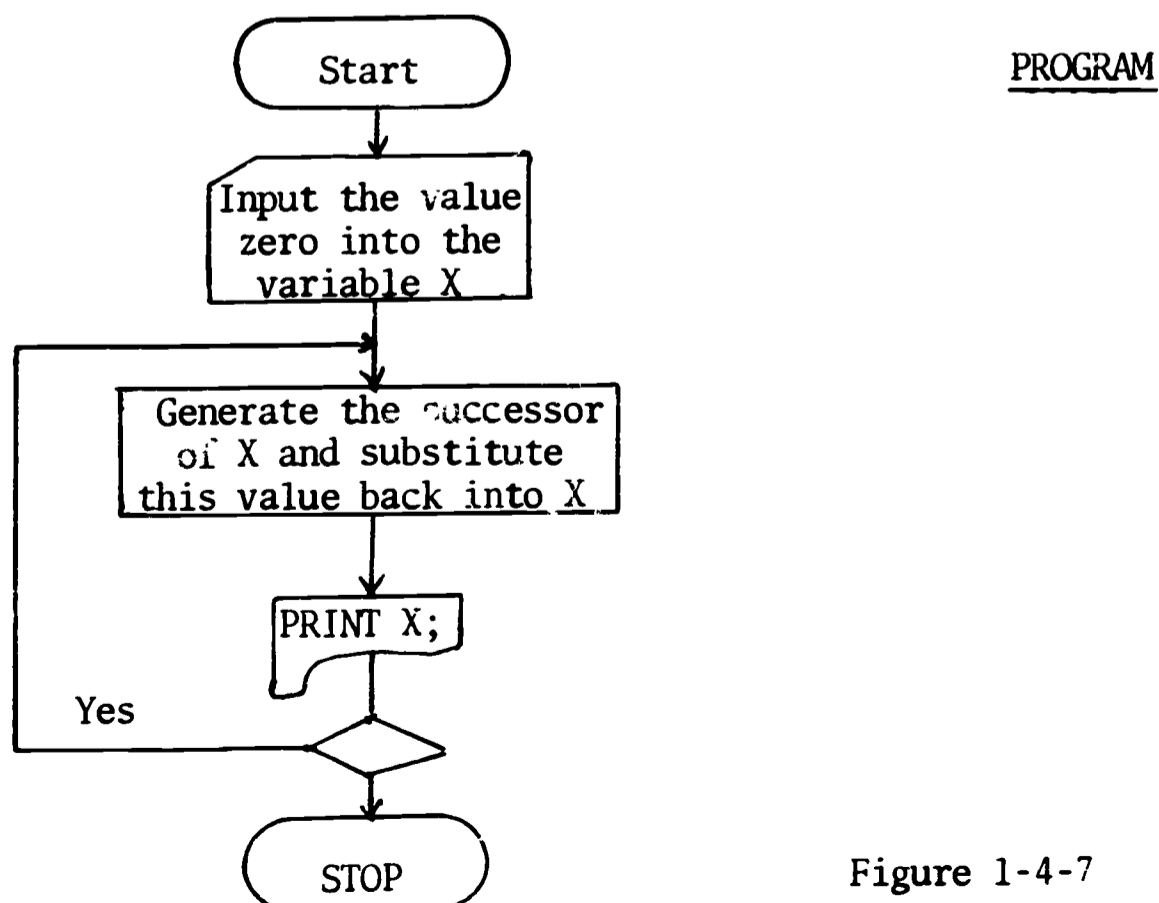 Start
PROGRAM
Input the value
zero into the
variable X
Generate the successor
of X and substitute
this value back into X
PRINT X;
Yes
STOP
Figure 1-4-7